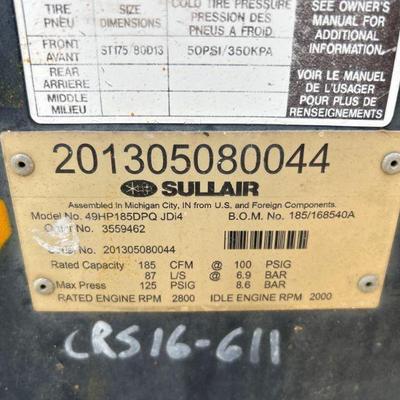 TIRE SIZE COLD TIRE PRESSURE SEE OWNER'S
PNEU DIMENSIONS PRESSION DES MANUAL FOR
PNEUS A FROID ADDITIONAL
INFORMATION
FRONT
AVANT ST175/80D13 50PSI/350KPA
REAR
ARRIERE
VOIR LE MANUEL
DE L'USAGER
POUR PLUS DE
RENSEIGNEMENTS
MIDDLE
MILIEU
201305080044
SULLAIR
Assembled in Michigan City, IN from U.S. and Foreign Components.
Model No. 49HP185DPQ JDi4 B.O.M. No. 185/168540A
No. 3559462
201305080044
Rated Capacity 185 CFM @ 100 PSIG
87 L/S @ 6.9 BAR
Max Press 125 PSIG 8.6 BAR
RATED ENGINE RPM 2800 IDLE ENGINE RPM 2000
CRS16-611